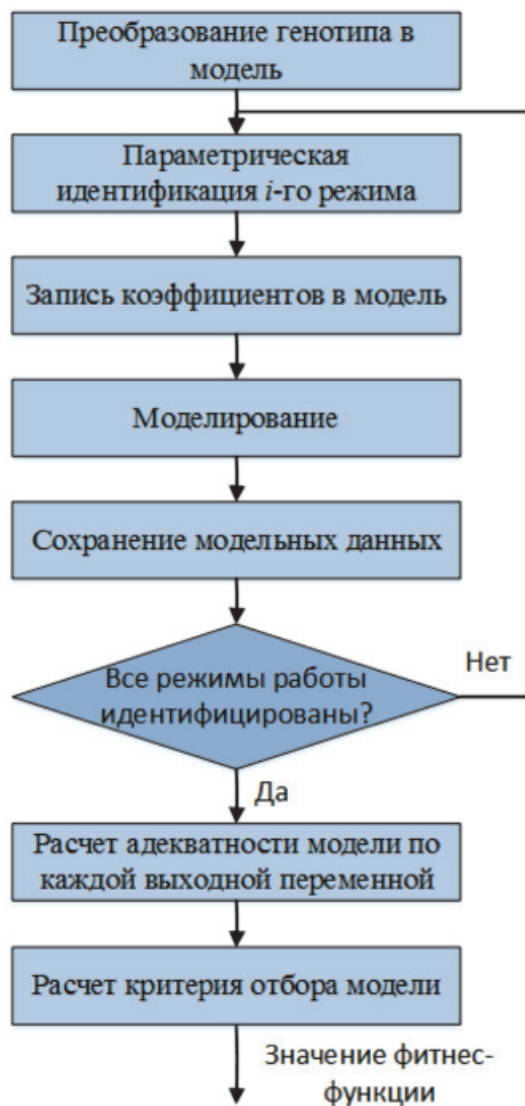 Преобразование генотипа в
модель
Параметрическая
идентификация i-го режима
Запись коэффициентов в модель
Моделирование
Сохранение модельных данных
Все режимы работы
идентифицированы?
Нет
Да
Расчет адекватности модели по
каждой выходной переменной
Расчет критерия отбора модели
Значение фитнес-
функции